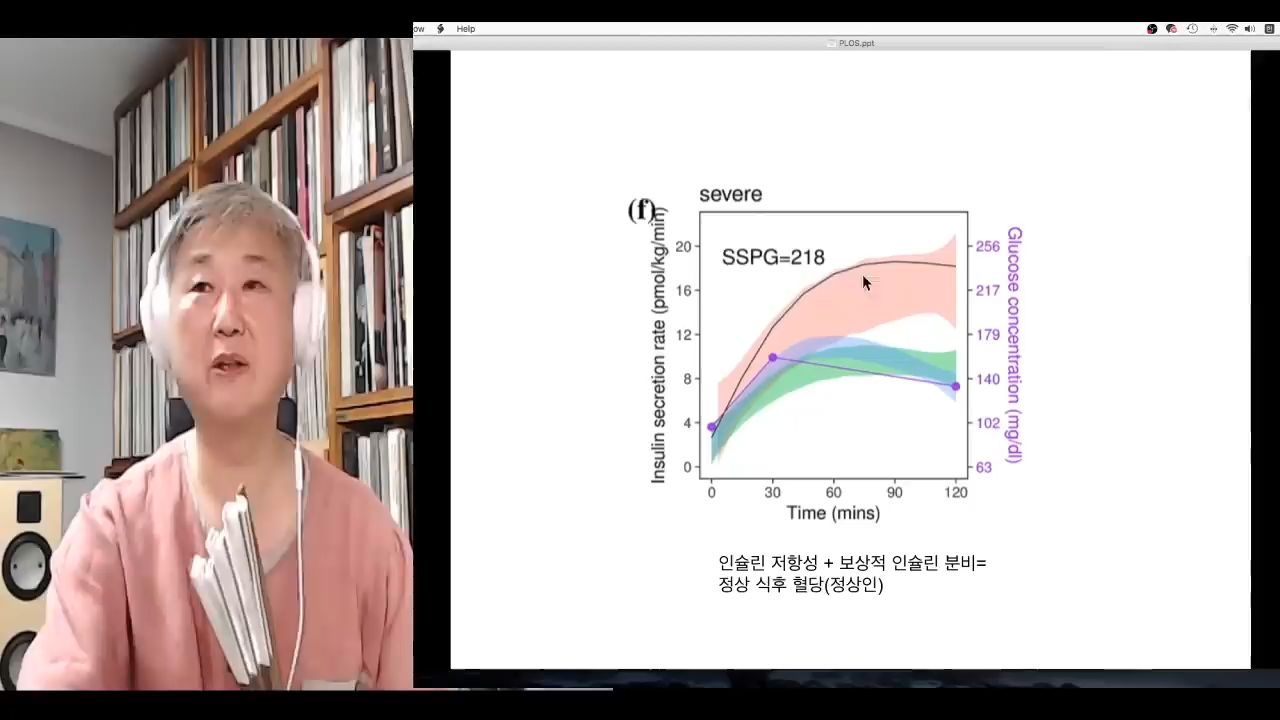 ow Help
PLOS.ppt
severe
(f)
SSPG=218
Insulin secretion rate (pmol/kg/min)
20
16
12
8
4
0
Glucose concentration (mg/dl)
256
217
179
140
102
63
0 30 60 90 120
Time (mins)
인슐린 저항성 + 보상적 인슐린 분비=
정상 식후 혈당(정상인)